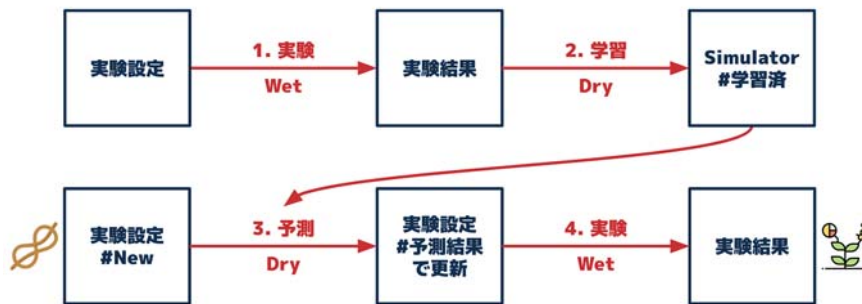 実験設定
1. 実験
Wet
実験結果
2. 学習
Dry
Simulator
#学習済
実験設定
#New
3. 予測
Dry
実験設定
#予測結果
で更新
4. 実験
Wet
実験結果